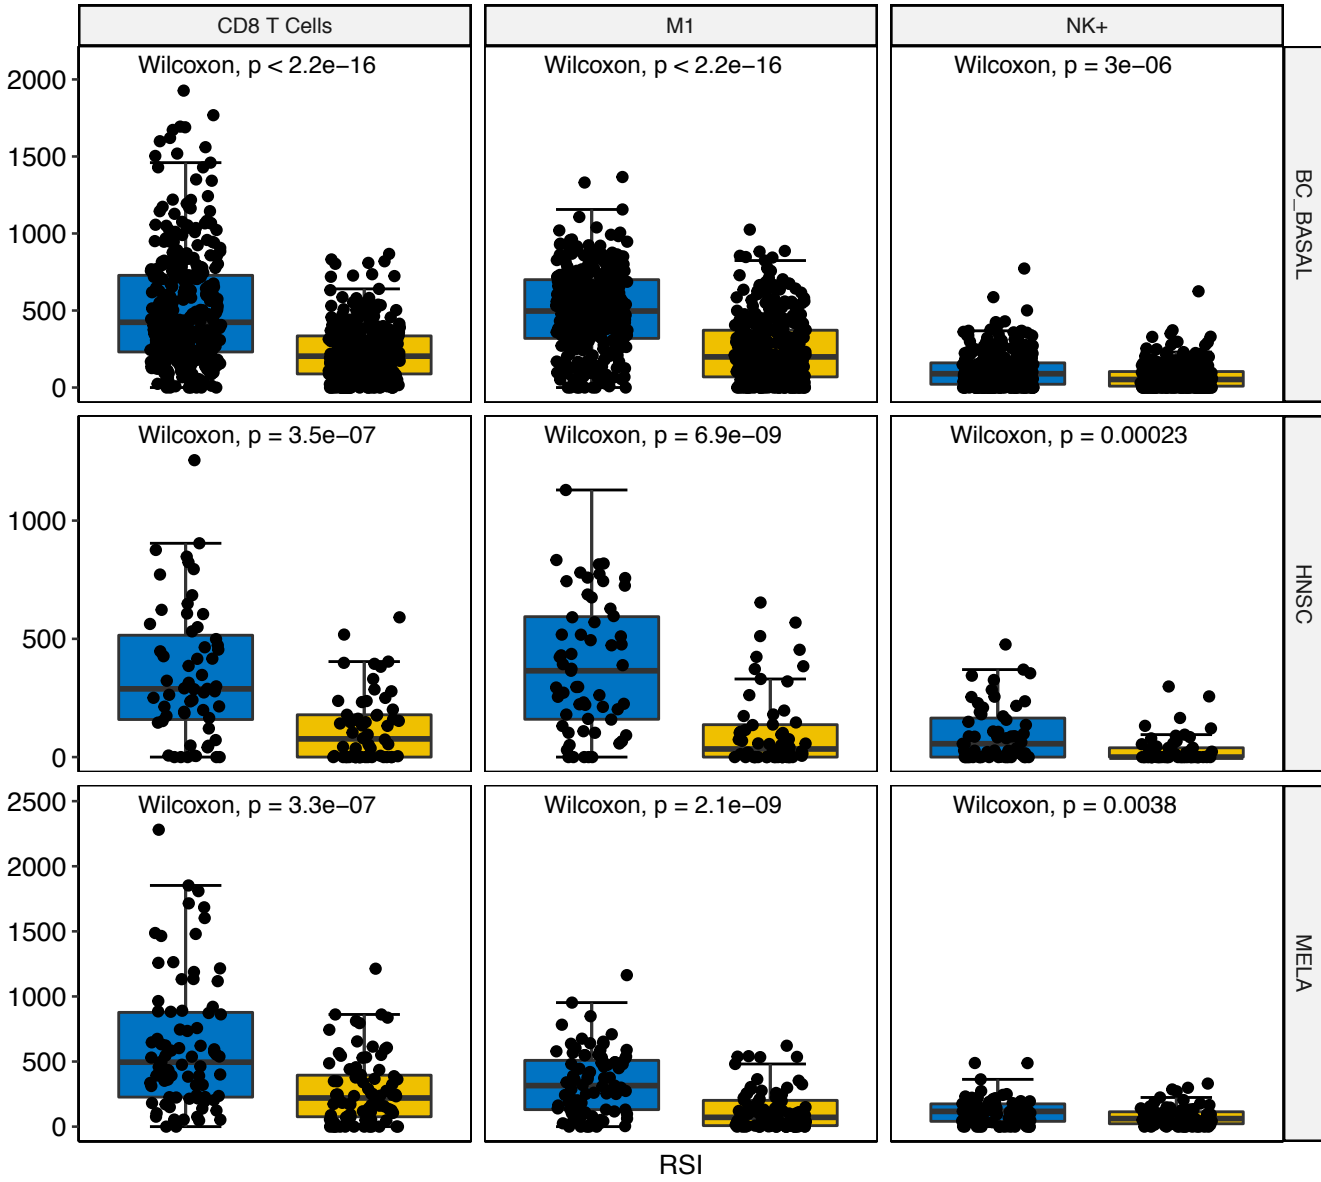 CD8 T Cells M1 NK+
Wilcoxon, p < 2.2e−16 Wilcoxon, p < 2.2e−16 Wilcoxon, p = 3e−06
2000
1500
1000
500
0
BC_BASAL
Wilcoxon, p = 3.5e−07 Wilcoxon, p = 6.9e−09 Wilcoxon, p = 0.00023
1000
500
0
HNSC
Wilcoxon, p = 3.3e−07 Wilcoxon, p = 2.1e−09 Wilcoxon, p = 0.0038
2500
2000
1500
1000
500
0
MELA
RSI